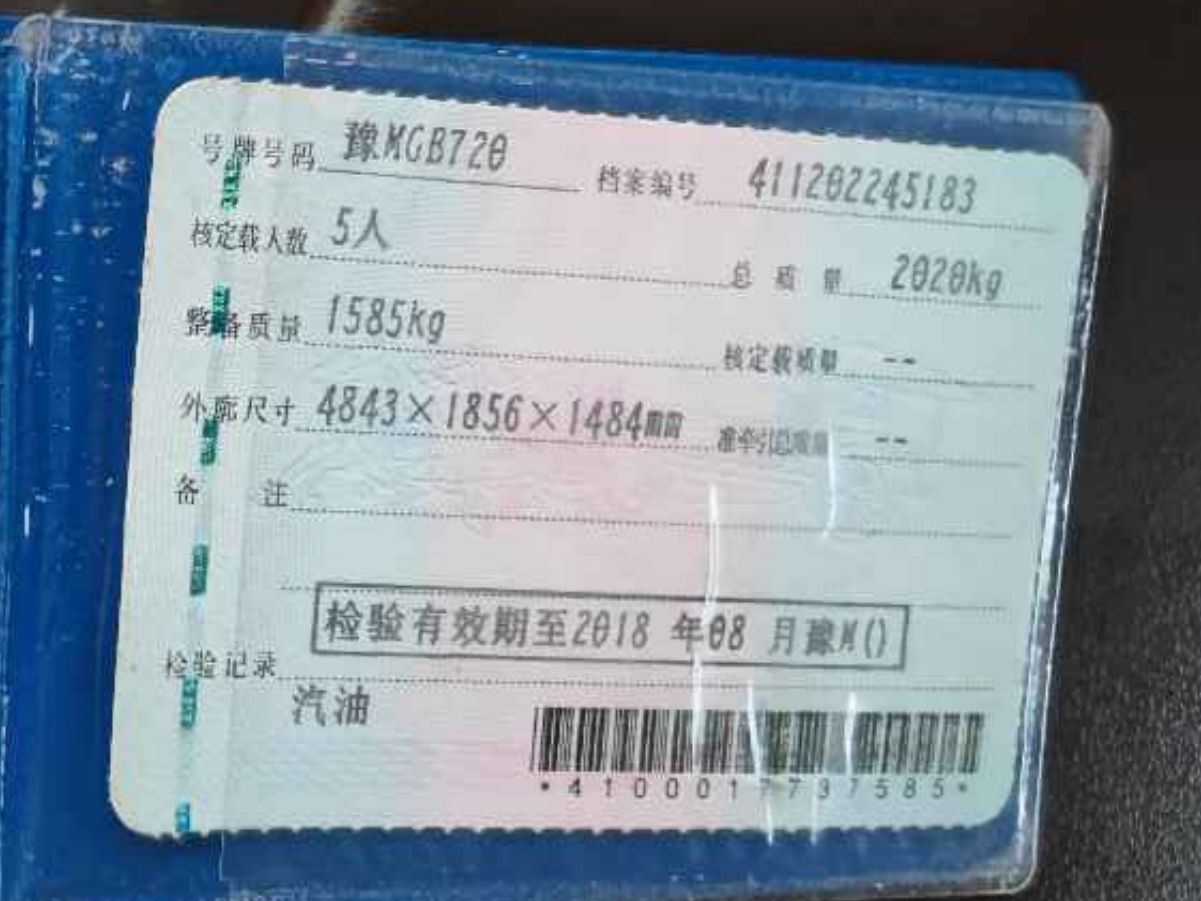 号牌号码 豫MGB720 档案编号 411202245183
核定载人数 5人 总质量 2020kg
整备质量 1585kg 核定载质量 --
外廓尺寸 4843×1856×1484mm 准牵引总质量 --
备注
检验有效期至2018 年08 月豫M()
检验记录
汽油
*4100017737585*